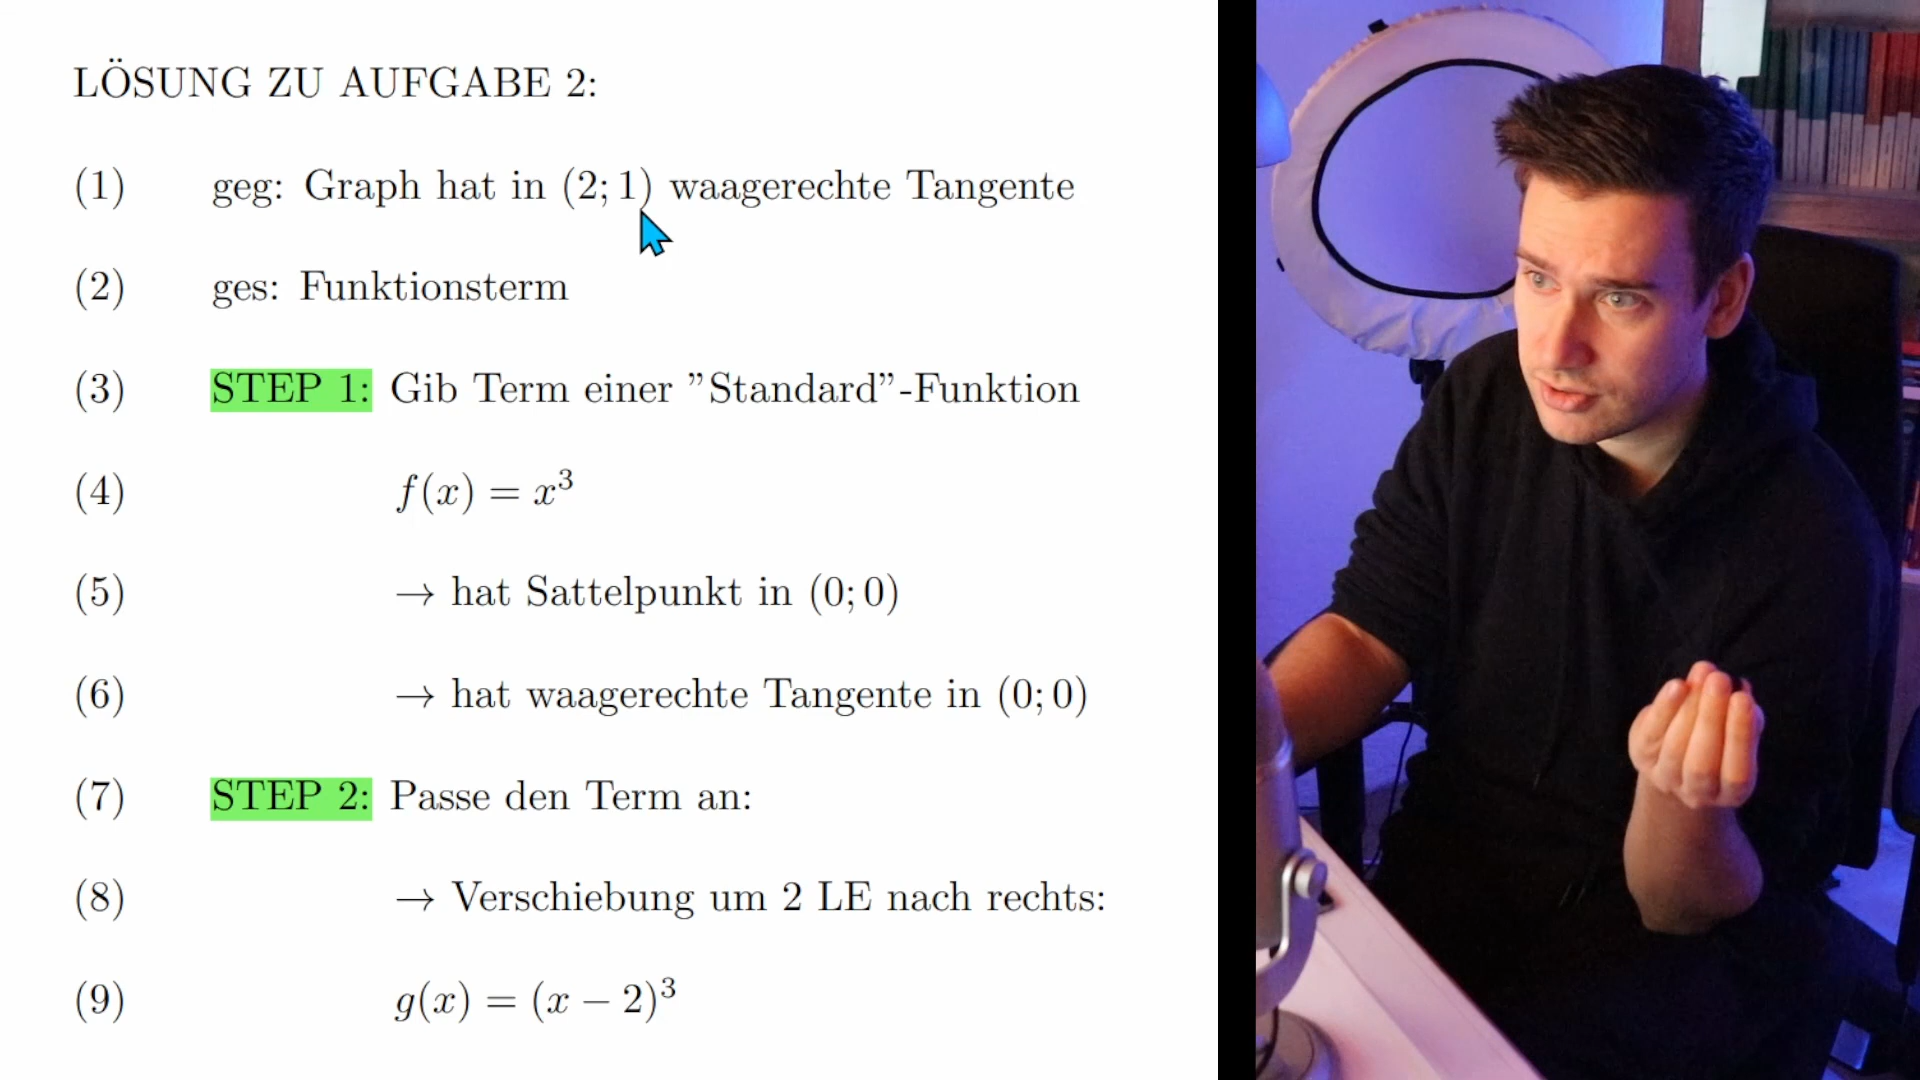 LÖSUNG ZU AUFGABE 2:
(1) geg: Graph hat in (2; 1) waagerechte Tangente
(2) ges: Funktionsterm
(3) STEP 1: Gib Term einer ”Standard”-Funktion
(4) f(x) = x³
(5) → hat Sattelpunkt in (0; 0)
(6) → hat waagerechte Tangente in (0; 0)
(7) STEP 2: Passe den Term an:
(8) → Verschiebung um 2 LE nach rechts:
(9) g(x) = (x − 2)³